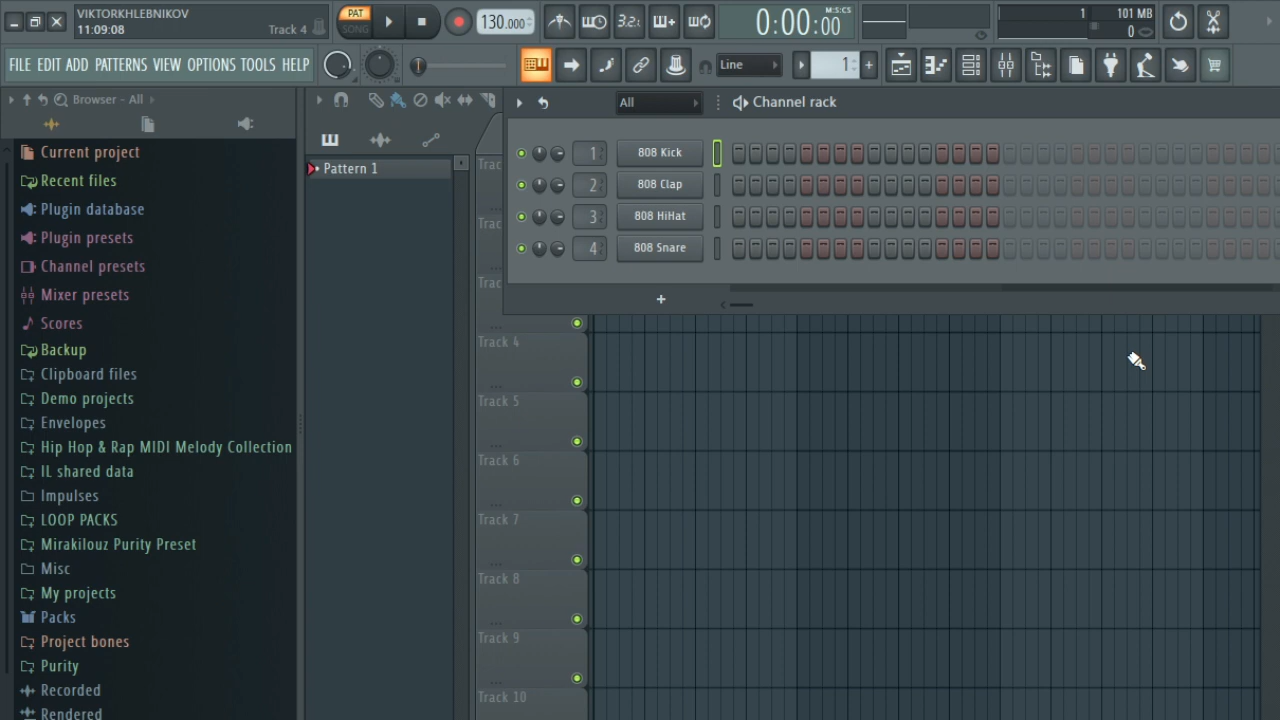 VIKTORKHLEBNIKOV
11:09:08
Track 4
PAT
SONG
130.000
3.2.
0:00:00
M:S:CS
1
101 MB
0
FILE EDIT ADD PATTERNS VIEW OPTIONS TOOLS HELP
Line
1
Browser - All
All
Channel rack
Current project
Recent files
Plugin database
Plugin presets
Channel presets
Mixer presets
Scores
Backup
Clipboard files
Demo projects
Envelopes
Hip Hop & Rap MIDI Melody Collection
IL shared data
Impulses
LOOP PACKS
Mirakilouz Purity Preset
Misc
My projects
Packs
Project bones
Purity
Recorded
Rendered
Pattern 1
1
808 Kick
2
808 Clap
3
808 HiHat
4
808 Snare
+
Trac
Trac
Trac
Track 4
Track 5
Track 6
Track 7
Track 8
Track 9
Track 10